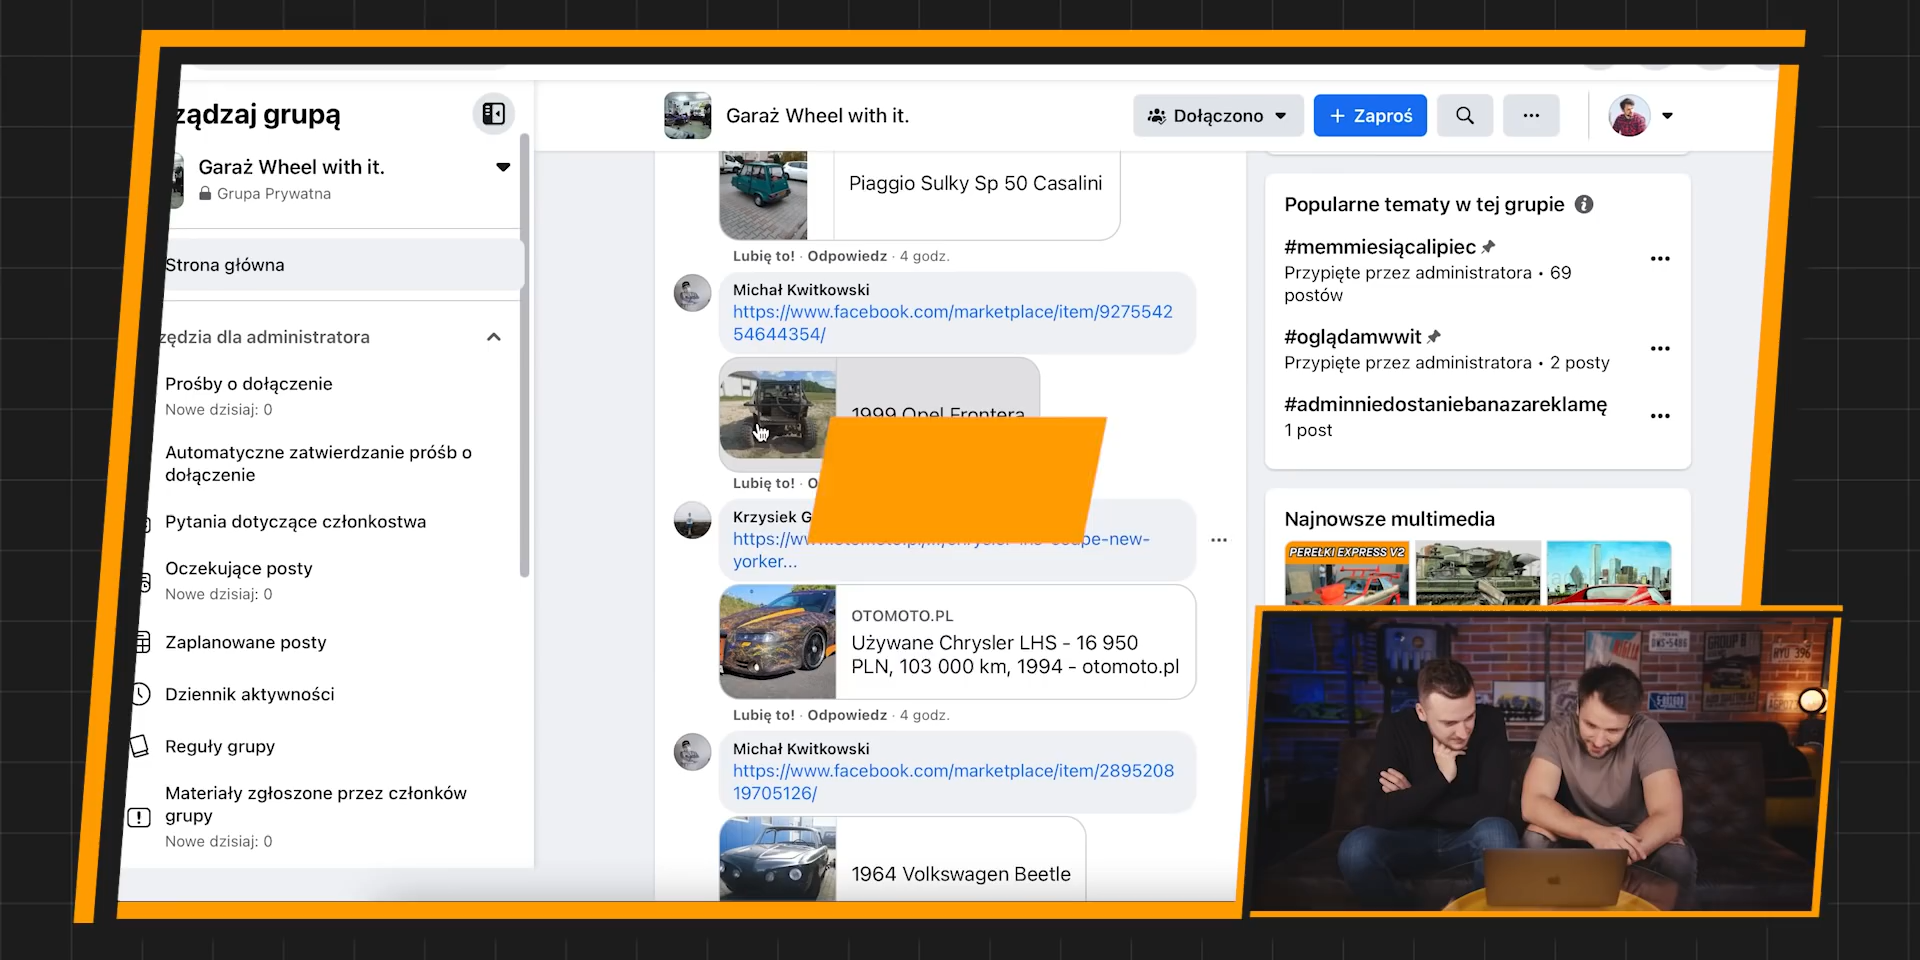 ządzaj grupą
Garaż Wheel with it.
Grupa Prywatna
Strona główna
zędzia dla administratora
Prośby o dołączenie
Nowe dzisiaj: 0
Automatyczne zatwierdzanie próśb o
dołączenie
Pytania dotyczące członkostwa
Oczekujące posty
Nowe dzisiaj: 0
Zaplanowane posty
Dziennik aktywności
Reguły grupy
Materiały zgłoszone przez członków
grupy
Nowe dzisiaj: 0
Garaż Wheel with it.
Dołączono
+ Zaproś
Piaggio Sulky Sp 50 Casalini
Lubię to! · Odpowiedz · 4 godz.
Michał Kwitkowski
https://www.facebook.com/marketplace/item/9275542
54644354/
1999 Opel Frontera
Lubię to! · O
Krzysiek G
yorker...
OTOMOTO.PL
Używane Chrysler LHS - 16 950
PLN, 103 000 km, 1994 - otomoto.pl
Lubię to! · Odpowiedz · 4 godz.
Michał Kwitkowski
https://www.facebook.com/marketplace/item/2895208
19705126/
1964 Volkswagen Beetle
Popularne tematy w tej grupie
#memmiesiącalipiec
Przypięte przez administratora • 69
postów
#oglądamwwit
Przypięte przez administratora • 2 posty
#adminniedostaniebanazareklamę
1 post
Najnowsze multimedia
PEREŁKI EXPRESS V2
GROUP B